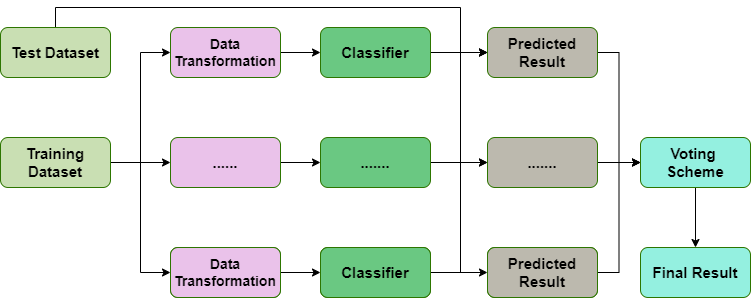 Test Dataset
Data
Transformation
Classifier
Predicted
Result
Training
Dataset
......
.......
.......
Voting
Scheme
Data
Transformation
Classifier
Predicted
Result
Final Result